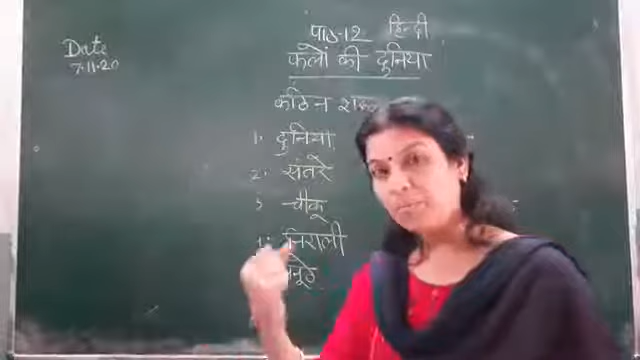 पाठ-12 हिन्दी
Date
7.11.20
फलों की दुनिया
कठिन शब्द
1. दुनिया
2. संतरे
3 चीकू
4. निराली